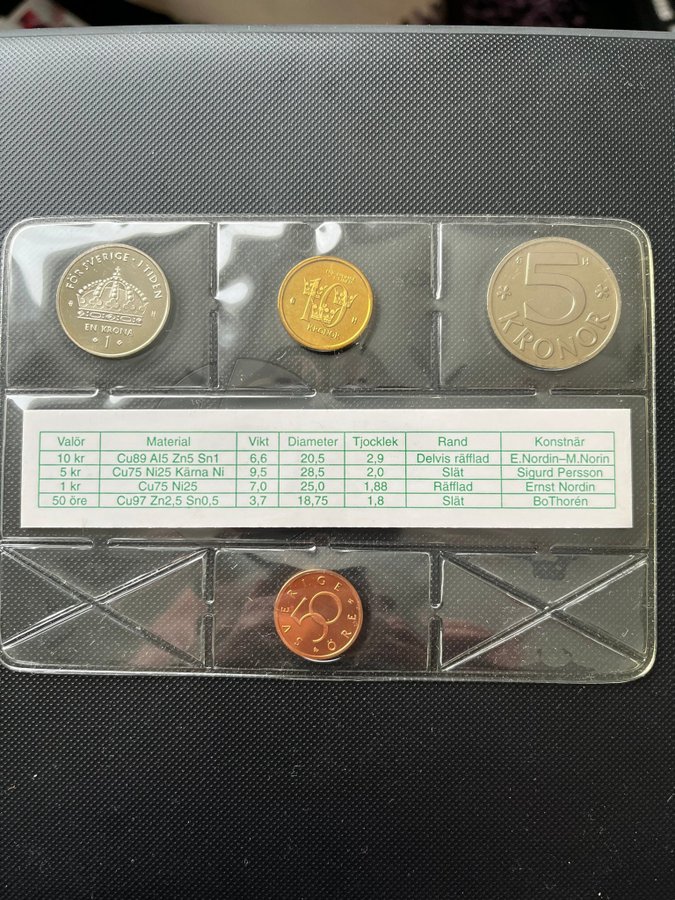 FÖR SVERIGE - I TIDEN
EN KRONA
1
10
KRONOR
5
KRONOR
Valör Material Vikt Diameter Tjocklek Rand Konstnär
10 kr Cu89 Al5 Zn5 Sn1 6,6 20,5 2,9 Delvis räfflad E.Nordin–M.Norin
5 kr Cu75 Ni25 Kärna Ni 9,5 28,5 2,0 Slät Sigurd Persson
1 kr Cu75 Ni25 7,0 25,0 1,88 Räfflad Ernst Nordin
50 öre Cu97 Zn2,5 Sn0,5 3,7 18,75 1,8 Slät BoThorén
SVERIGE
50
ÖRE